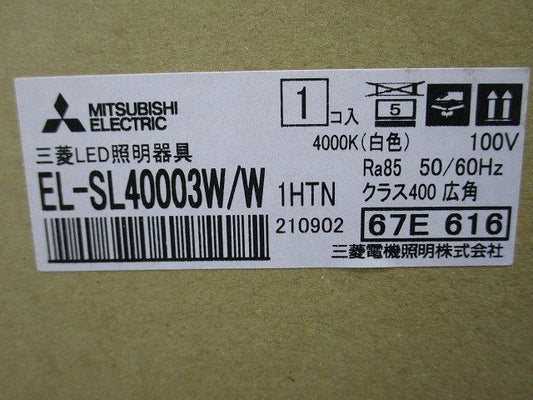 MITSUBISHI
ELECTRIC
1コ入
5
4000K(白色) 100V
三菱LED照明器具
Ra85 50/60Hz
EL-SL40003W/W 1HTN
クラス400 広角
210902
67E 616
三菱電機照明株式会社